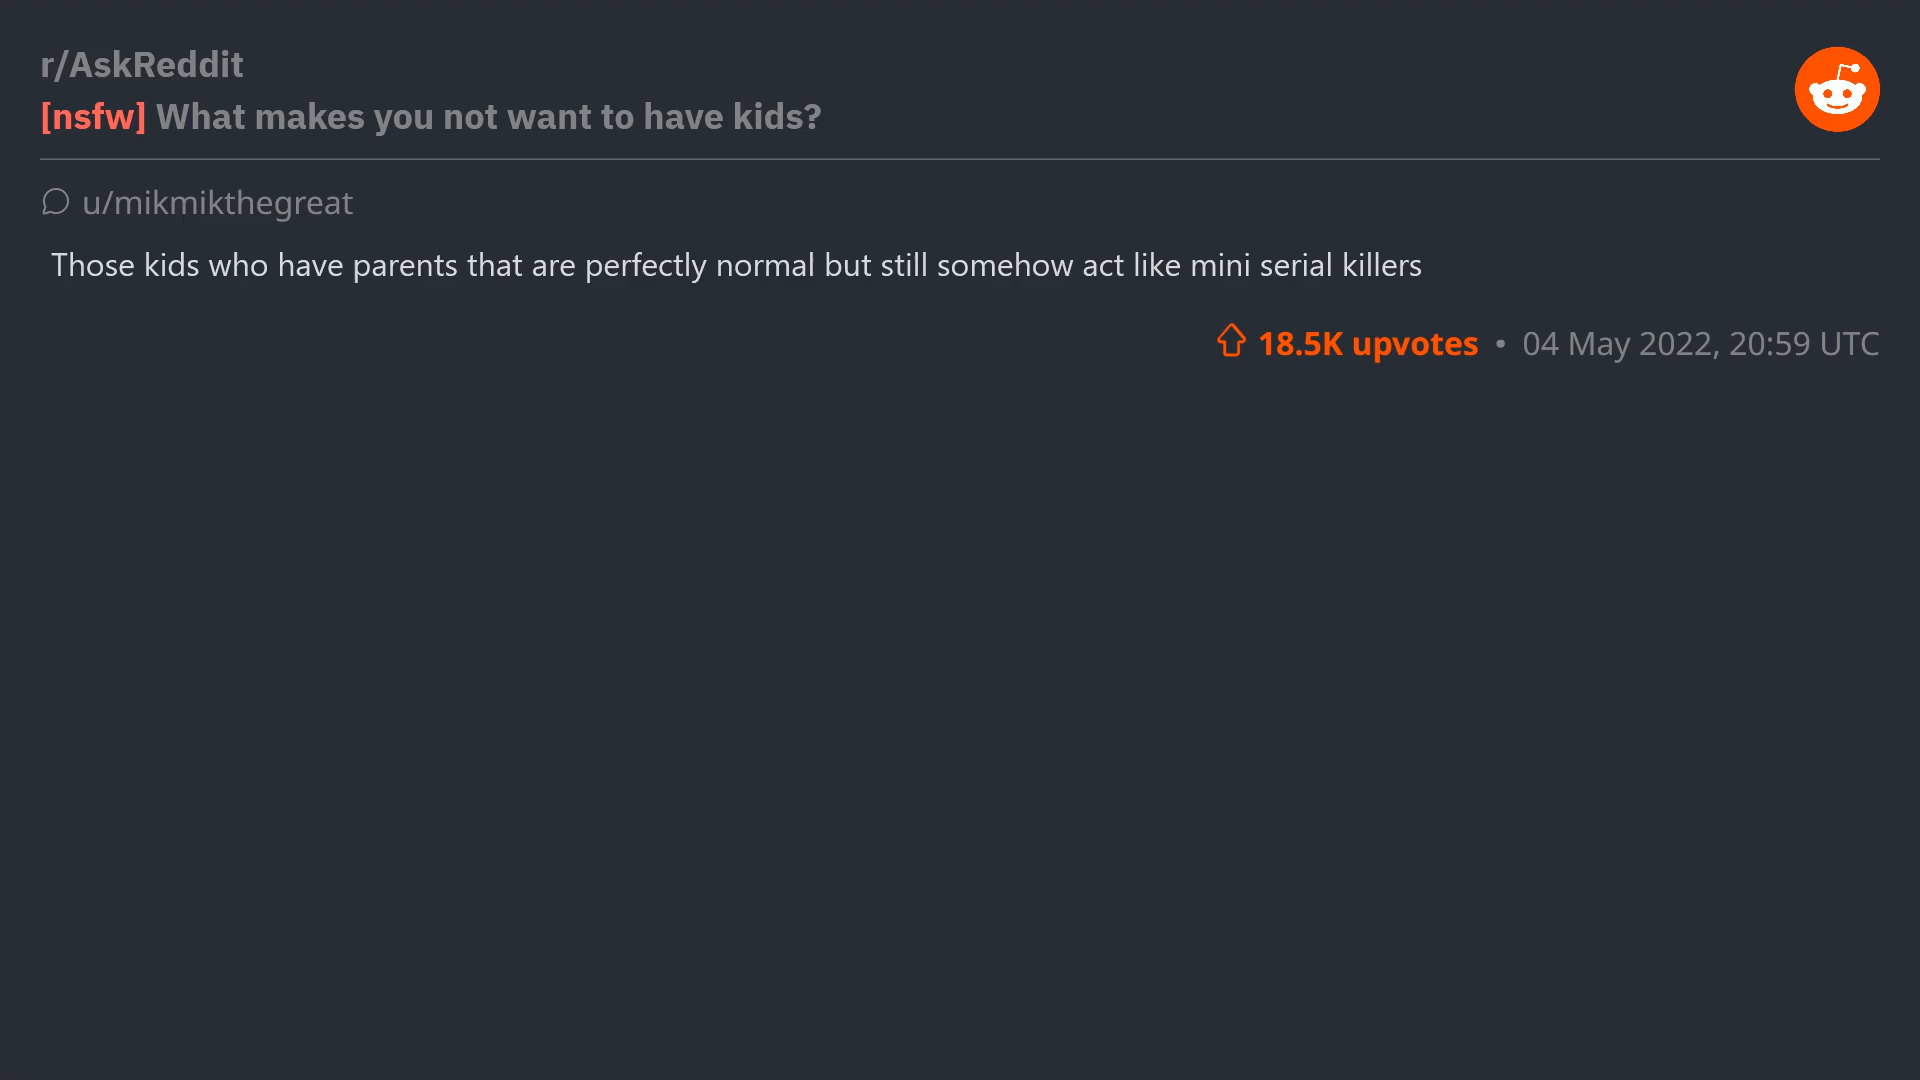 r/AskReddit
[nsfw] What makes you not want to have kids?
u/mikmikthegreat
Those kids who have parents that are perfectly normal but still somehow act like mini serial killers
18.5K upvotes • 04 May 2022, 20:59 UTC